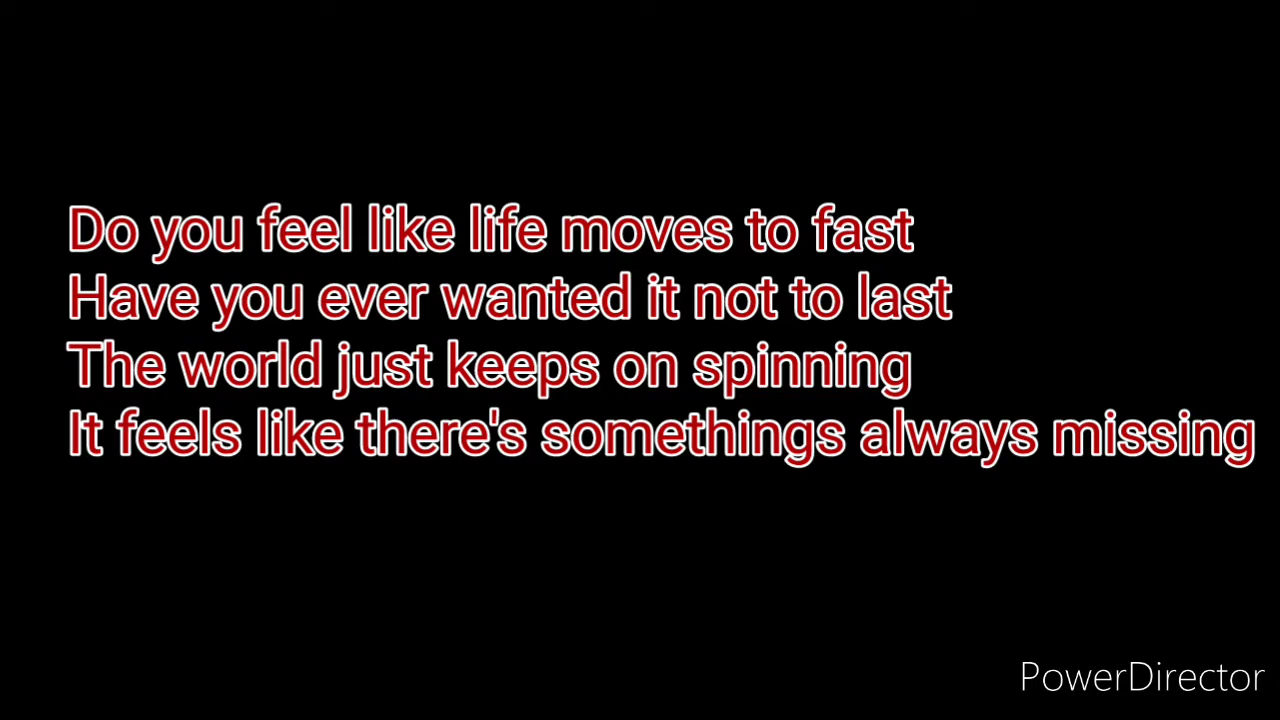 Do you feel like life moves to fast
Have you ever wanted it not to last
The world just keeps on spinning
It feels like there's somethings always missing
PowerDirector